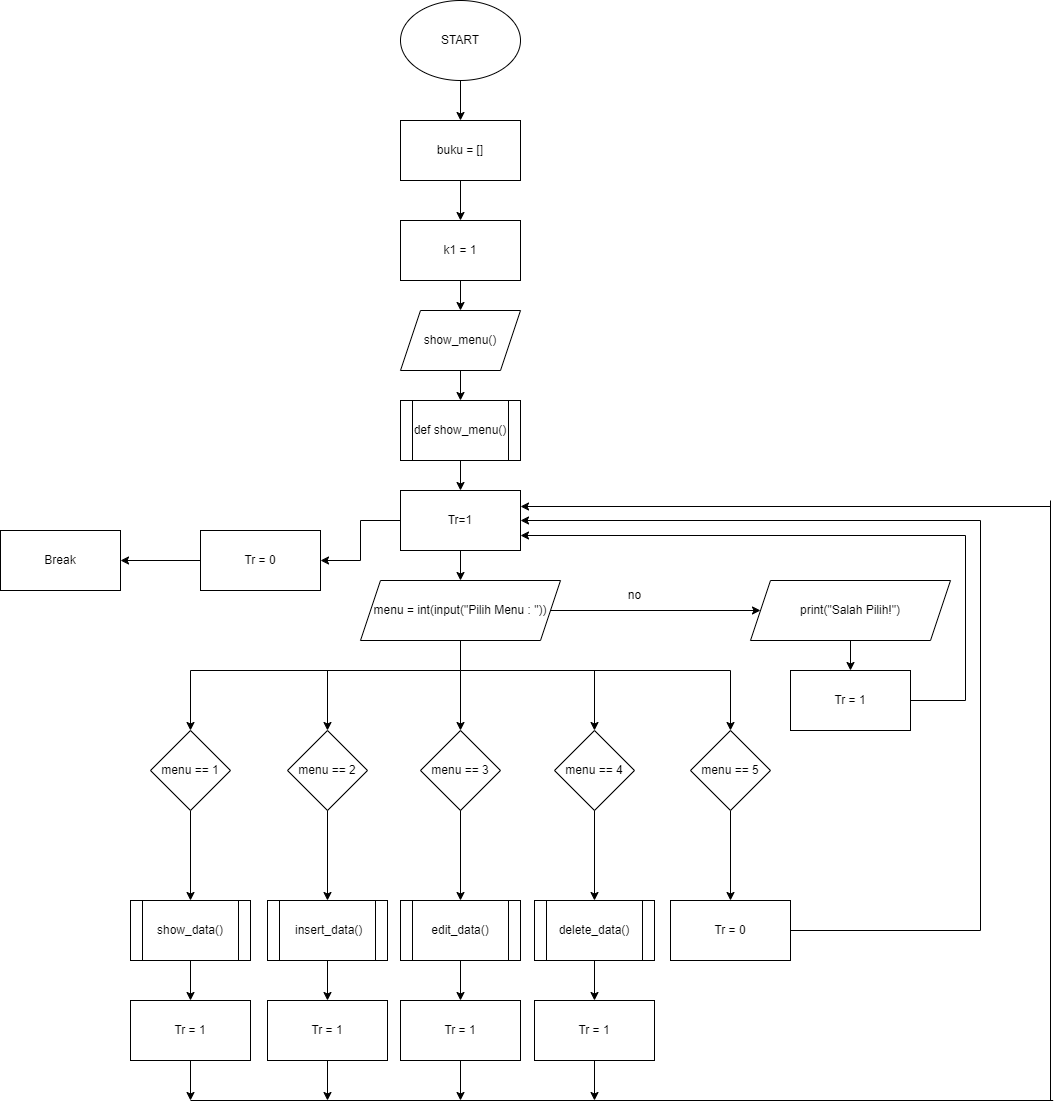 START
buku = []
k1 = 1
show_menu()
def show_menu()
Tr=1
Break
Tr = 0
menu = int(input("Pilih Menu : "))
no
print("Salah Pilih!")
Tr = 1
menu == 1
menu == 2
menu == 3
menu == 4
menu == 5
show_data()
insert_data()
edit_data()
delete_data()
Tr = 0
Tr = 1
Tr = 1
Tr = 1
Tr = 1